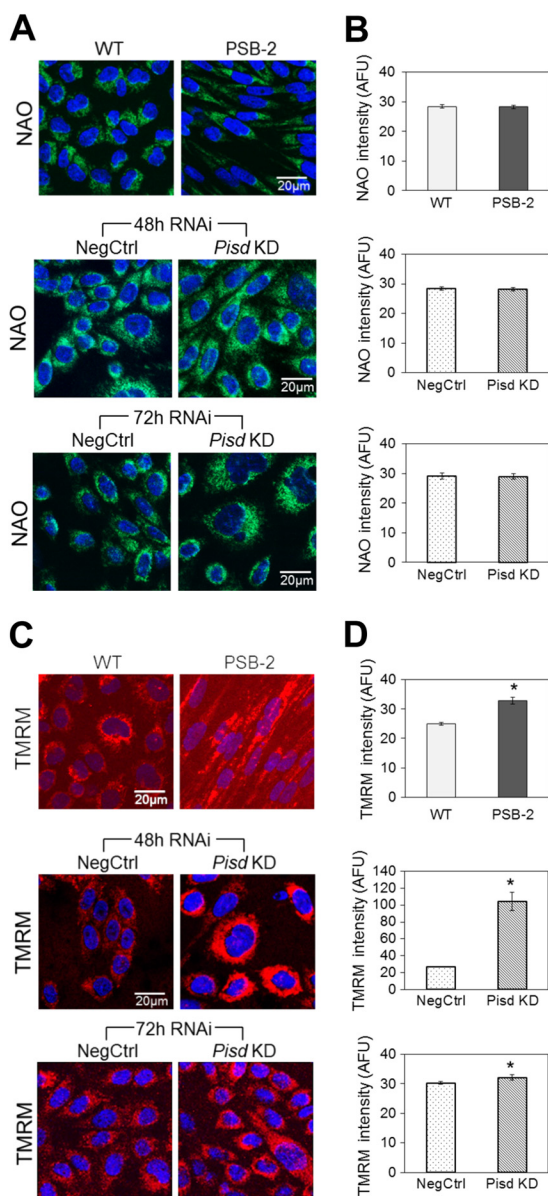 A
WT PSB-2
NAO
20µm
48h RNAi
NegCtrl Pisd KD
NAO
20µm
72h RNAi
NegCtrl Pisd KD
NAO
20µm
B
NAO intensity (AFU)
40
30
20
10
0
WT PSB-2
NAO intensity (AFU)
40
30
20
10
0
NegCtrl Pisd KD
NAO intensity (AFU)
40
30
20
10
0
NegCtrl Pisd KD
C
WT PSB-2
TMRM
20µm
48h RNAi
NegCtrl Pisd KD
TMRM
20µm
72h RNAi
NegCtrl Pisd KD
TMRM
D
TMRM intensity (AFU)
40
30
20
10
0
*
WT PSB-2
TMRM intensity (AFU)
140
120
100
80
60
40
20
0
*
NegCtrl Pisd KD
TMRM intensity (AFU)
40
30
20
10
0
*
NegCtrl Pisd KD